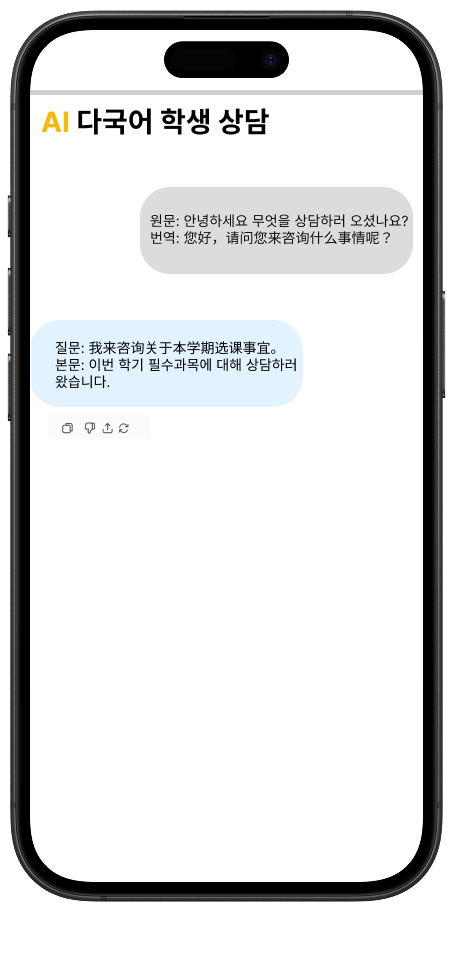 AI 다국어 학생 상담
원문: 안녕하세요 무엇을 상담하러 오셨나요?
번역: 您好，请问您来咨询什么事情呢？
질문: 我来咨询关于本学期选课事宜。
본문: 이번 학기 필수과목에 대해 상담하러
왔습니다.